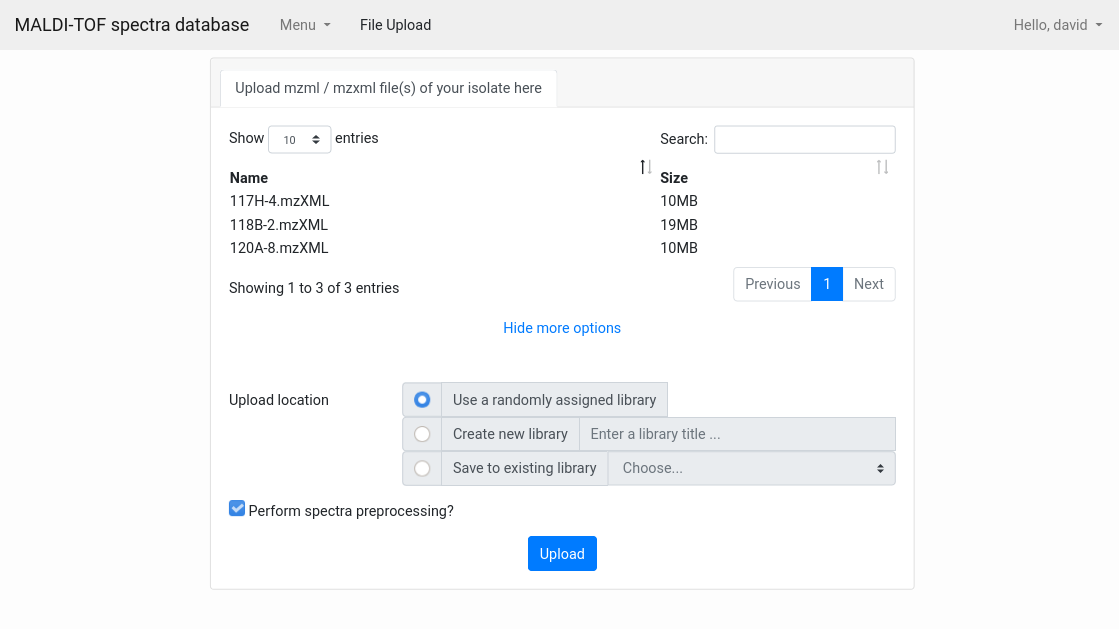 MALDI-TOF spectra database Menu File Upload Hello, david
Upload mzml / mzxml file(s) of your isolate here
Show 10 entries Search:
Name Size
117H-4.mzXML 10MB
118B-2.mzXML 19MB
120A-8.mzXML 10MB
Showing 1 to 3 of 3 entries Previous 1 Next
Hide more options
Upload location Use a randomly assigned library
Create new library Enter a library title ...
Save to existing library Choose...
Perform spectra preprocessing?
Upload